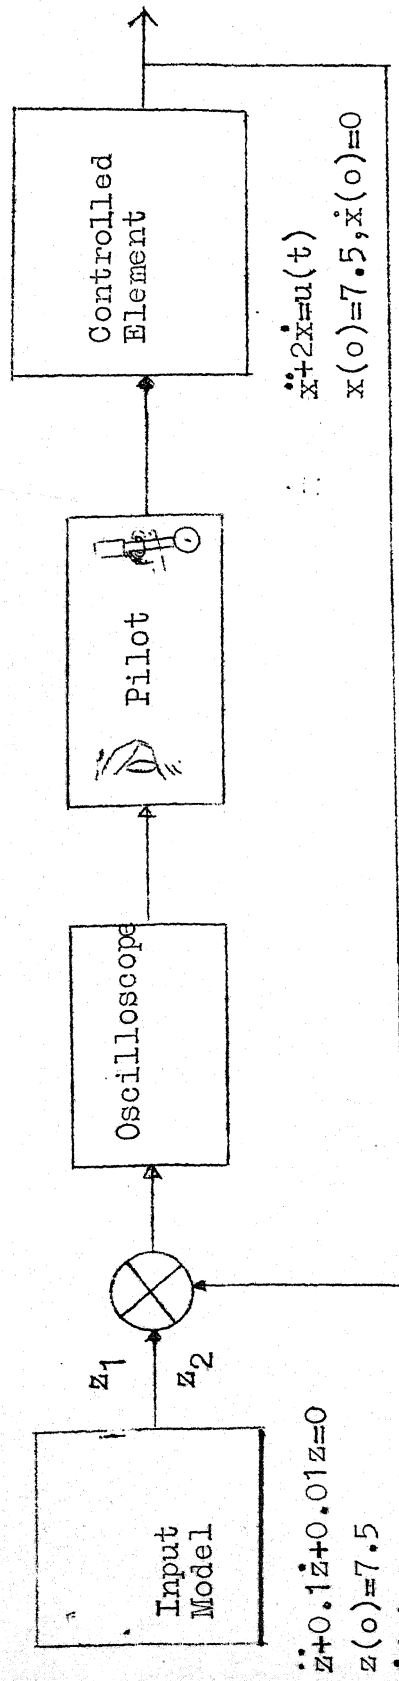 Input
Model
z̈+0.1ż+0.01z=0
z(o)=7.5
z₁
z₂
Oscilloscope
Pilot
Controlled
Element
ẍ+2ẋ=u(t)
x(o)=7.5,ẋ(o)=0